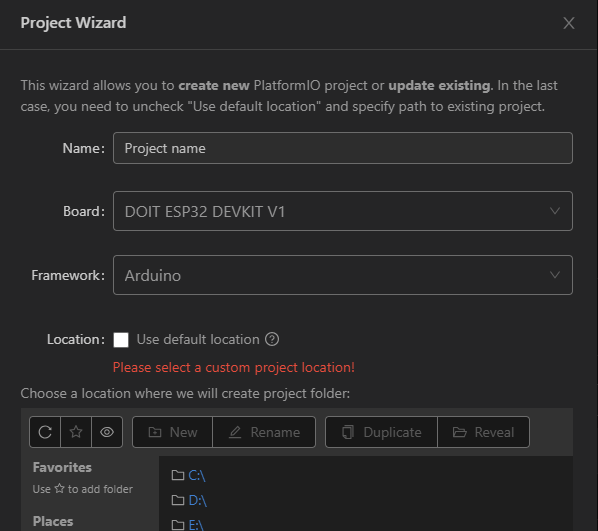 Project Wizard
This wizard allows you to create new PlatformIO project or update existing. In the last
case, you need to uncheck "Use default location" and specify path to existing project.
Name: Project name
Board: DOIT ESP32 DEVKIT V1
Framework: Arduino
Location: Use default location
Please select a custom project location!
Choose a location where we will create project folder:
New Rename Duplicate Reveal
Favorites
Use ☆ to add folder
C:\
D:\
Places
E:\